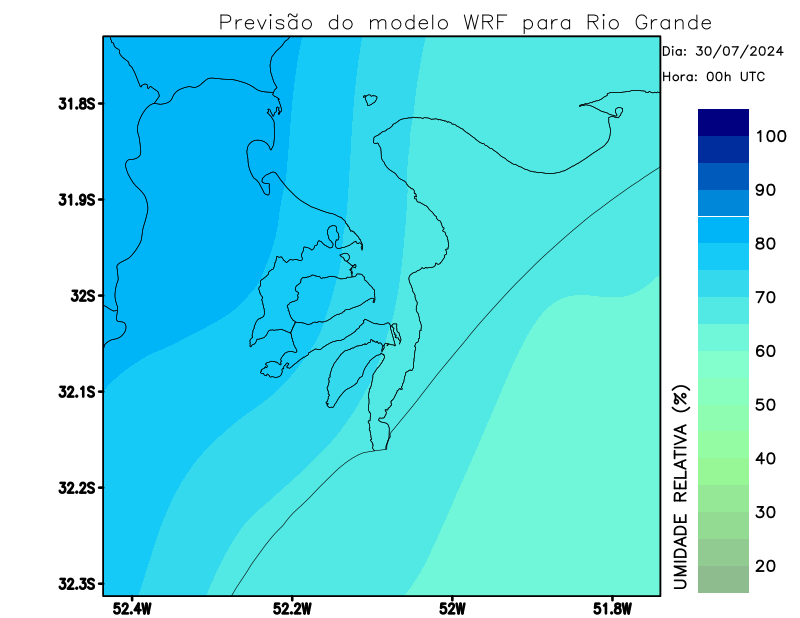 Previsão do modelo WRF para Rio Grande
Dia: 30/07/2024
Hora: 00h UTC
31.8S
31.9S
32S
32.1S
32.2S
32.3S
52.4W
52.2W
52W
51.8W
UMIDADE RELATIVA (%)
100
90
80
70
60
50
40
30
20